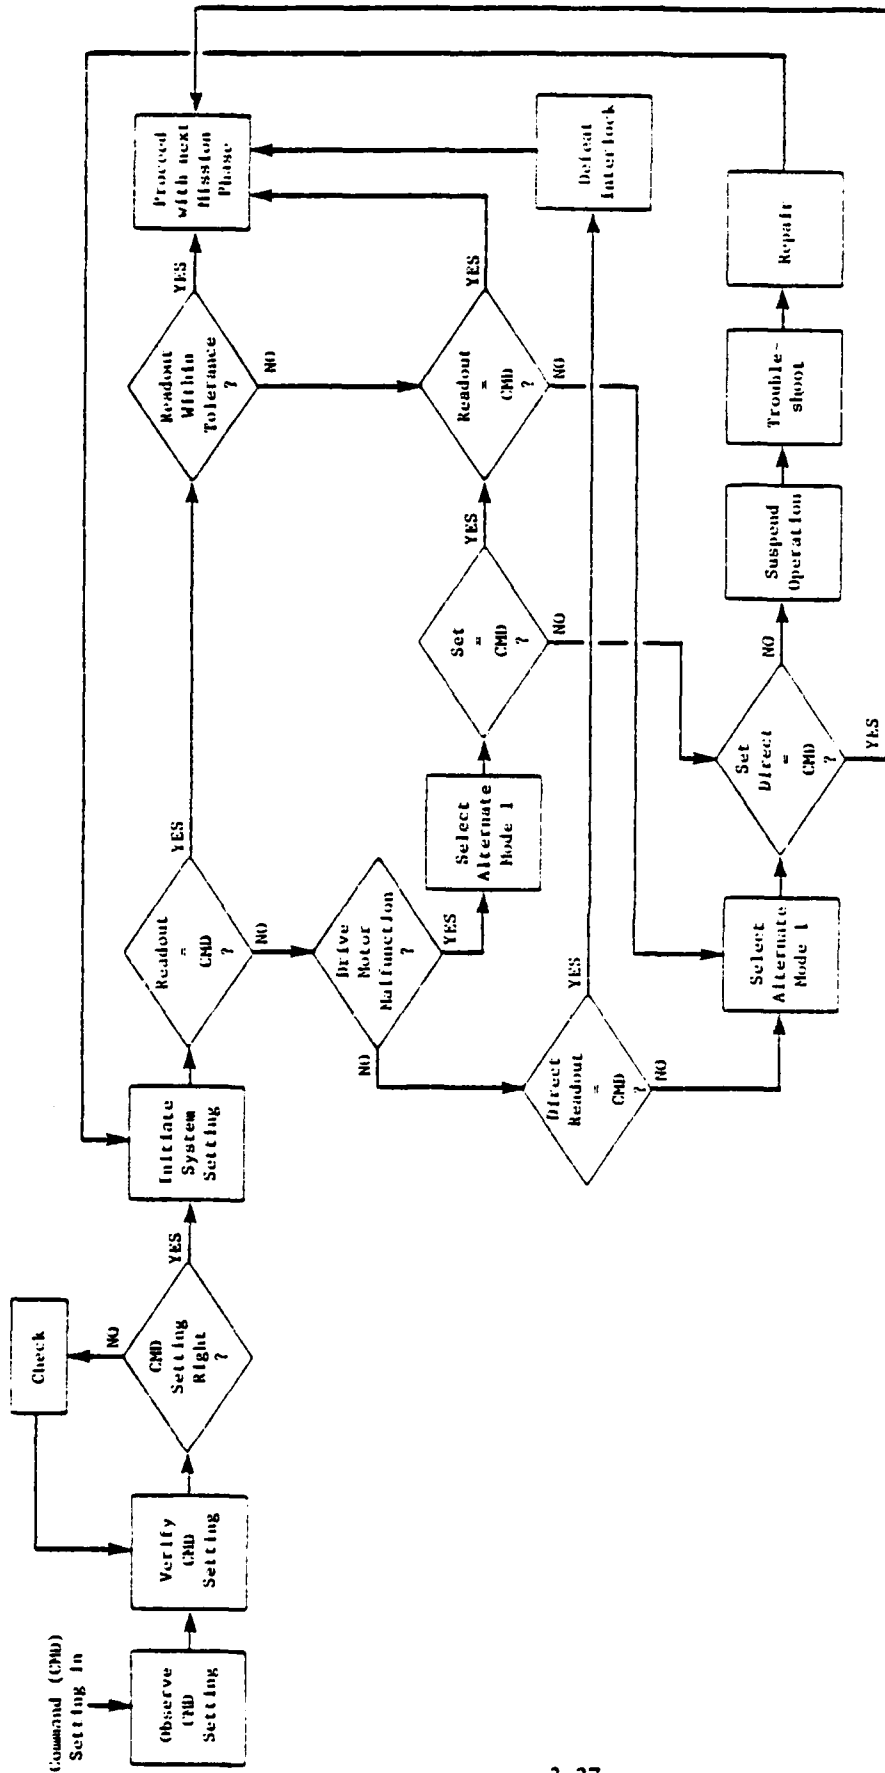 Command (CMD)
Setting In
Observe
CMD
Setting
Verify
CMD
Setting
Check
CMD
Setting
Right
?
NO
YES
Initiate
System
Setting
Readout
=
CMD
?
YES
NO
Readout
Within
Tolerance
?
YES
NO
Proceed
with next
Mission
Phase
Drive
Motor
Malfunction
?
YES
NO
Select
Alternate
Mode 1
Set
=
CMD
?
YES
NO
Readout
=
CMD
?
YES
NO
Direct
Readout
=
CMD
?
YES
NO
Defeat
Interlock
Select
Alternate
Mode 1
Set
Direct
=
CMD
?
NO
YES
Suspend
Operation
Trouble-
shoot
Repair